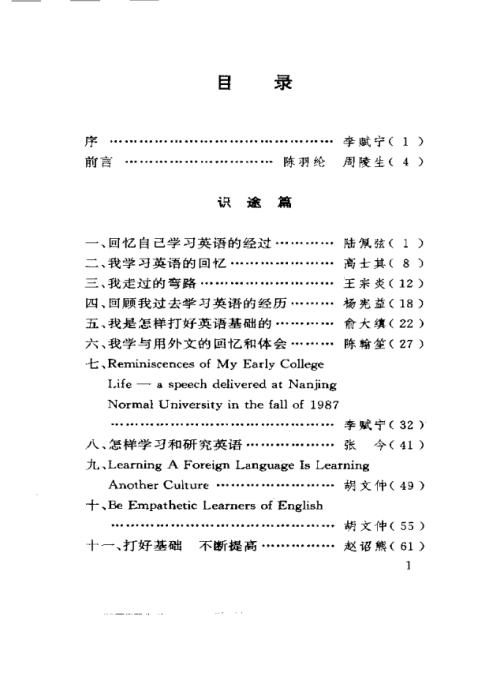 目 录
序 ………………………………… 李赋宁( 1 )
前言 ………………………… 陈羽纶 周陵生( 4 )
识 途 篇
一、回忆自己学习英语的经过………… 陆佩弦( 1 )
二、我学习英语的回忆……………… 高士其( 8 )
三、我走过的弯路………………… 王宗炎(12)
四、回顾我过去学习英语的经历……… 杨宪益(18)
五、我是怎样打好英语基础的………… 俞大缜(22)
六、我学与用外文的回忆和体会……… 陈翰笙(27)
七、Reminiscences of My Early College
Life — a speech delivered at Nanjing
Normal University in the fall of 1987
………………………………… 李赋宁(32)
八、怎样学习和研究英语…………… 张 今(41)
九、Learning A Foreign Language Is Learning
Another Culture ………………… 胡文仲(49)
十、Be Empathetic Learners of English
………………………………… 胡文仲(55)
十一、打好基础 不断提高…………… 赵诏熊(61)
1